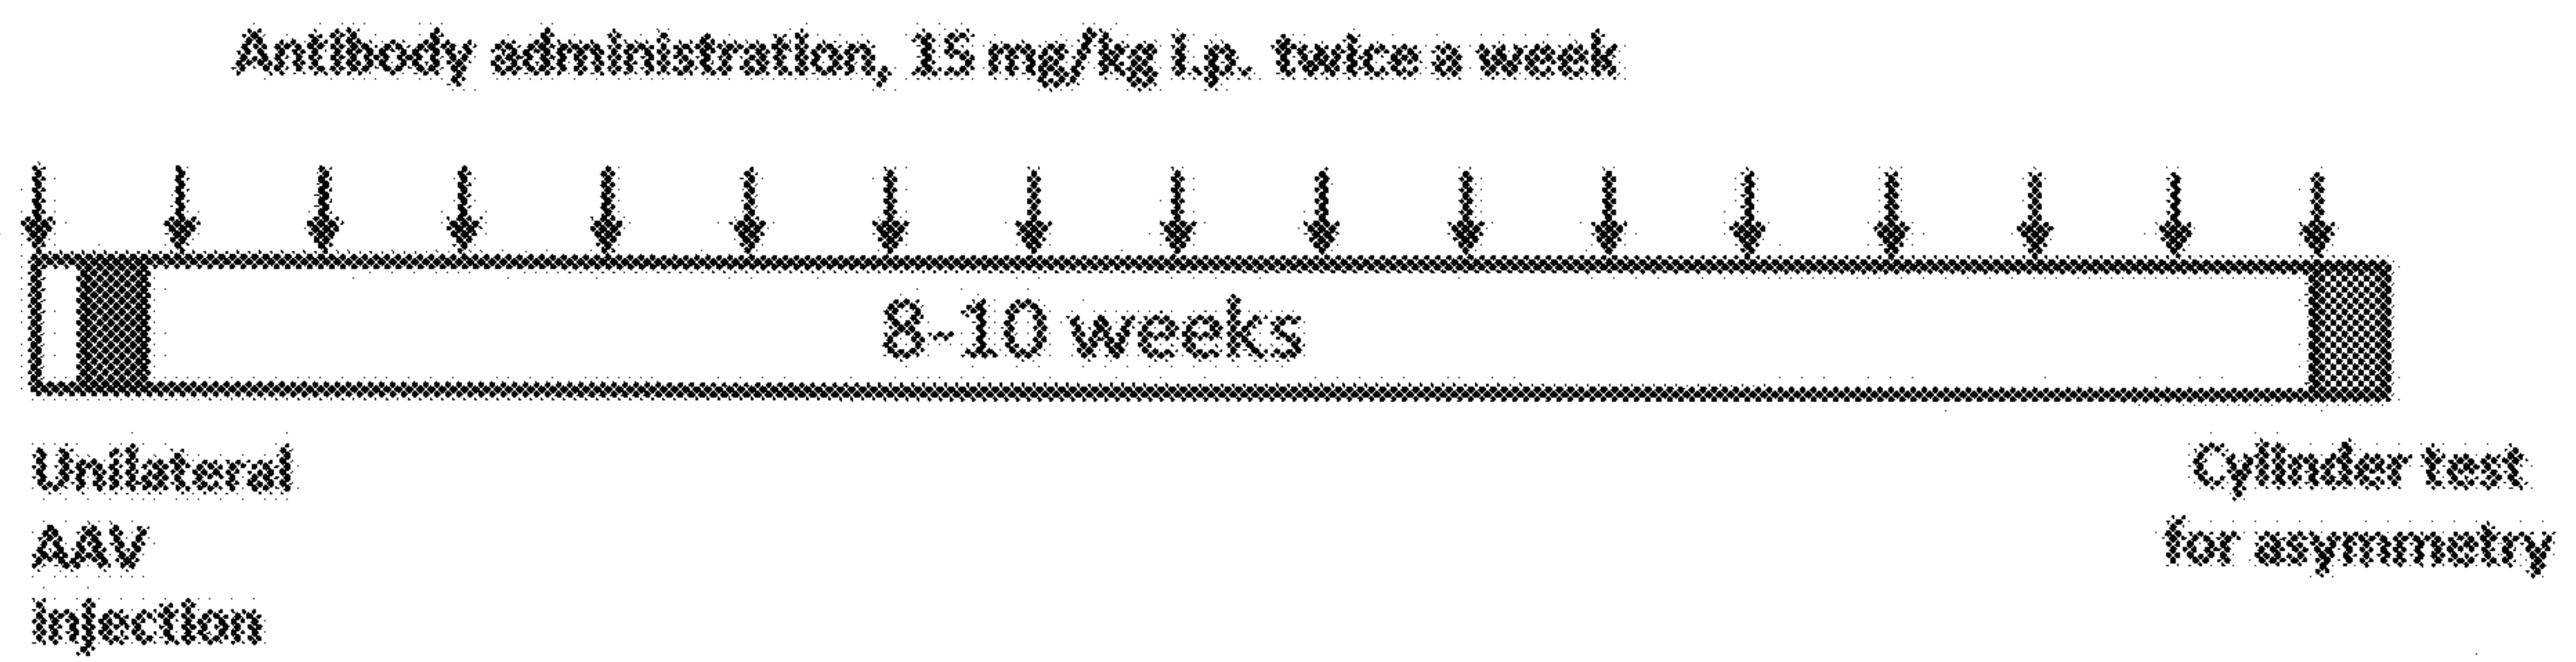 Antibody administration, 15 mg/kg i.p. twice a week
8-10 weeks
Unilateral
AAV
injection
Cylinder test
for asymmetry